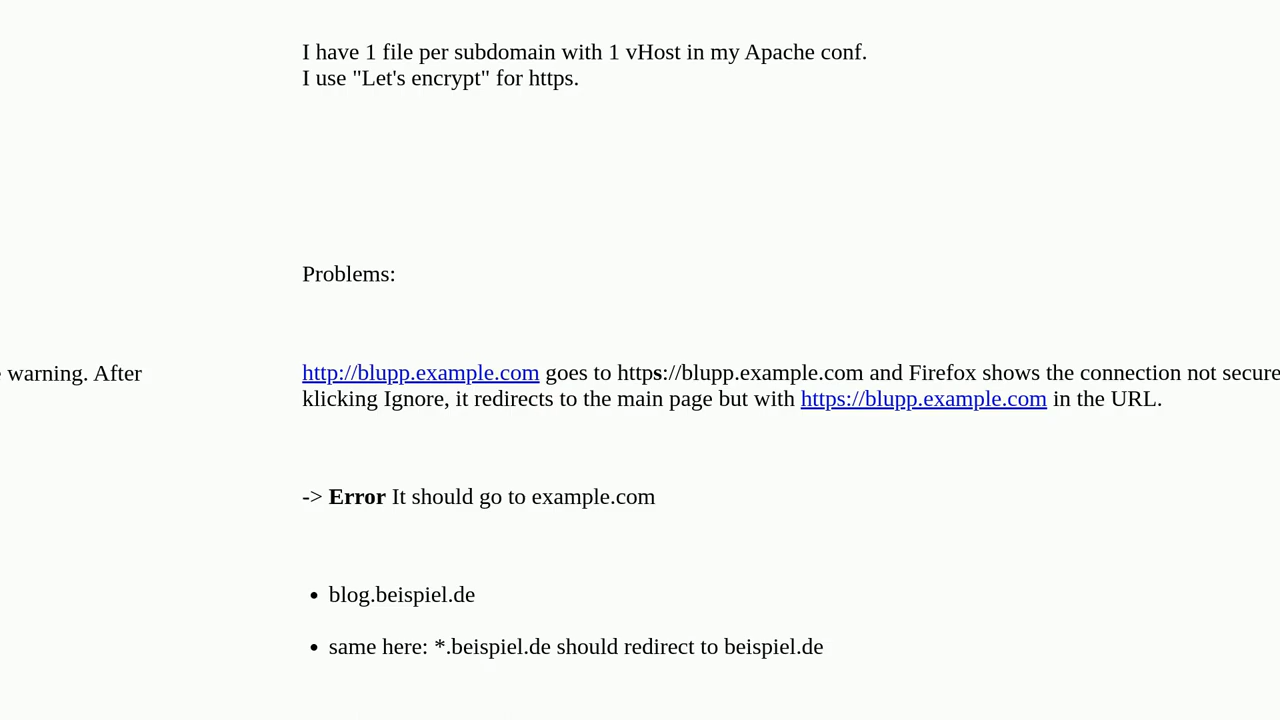 I have 1 file per subdomain with 1 vHost in my Apache conf.
I use "Let's encrypt" for https.
Problems:
http://blupp.example.com goes to https://blupp.example.com and Firefox shows the connection not secure
warning. After
klicking Ignore, it redirects to the main page but with https://blupp.example.com in the URL.
-> Error It should go to example.com
• blog.beispiel.de
• same here: *.beispiel.de should redirect to beispiel.de